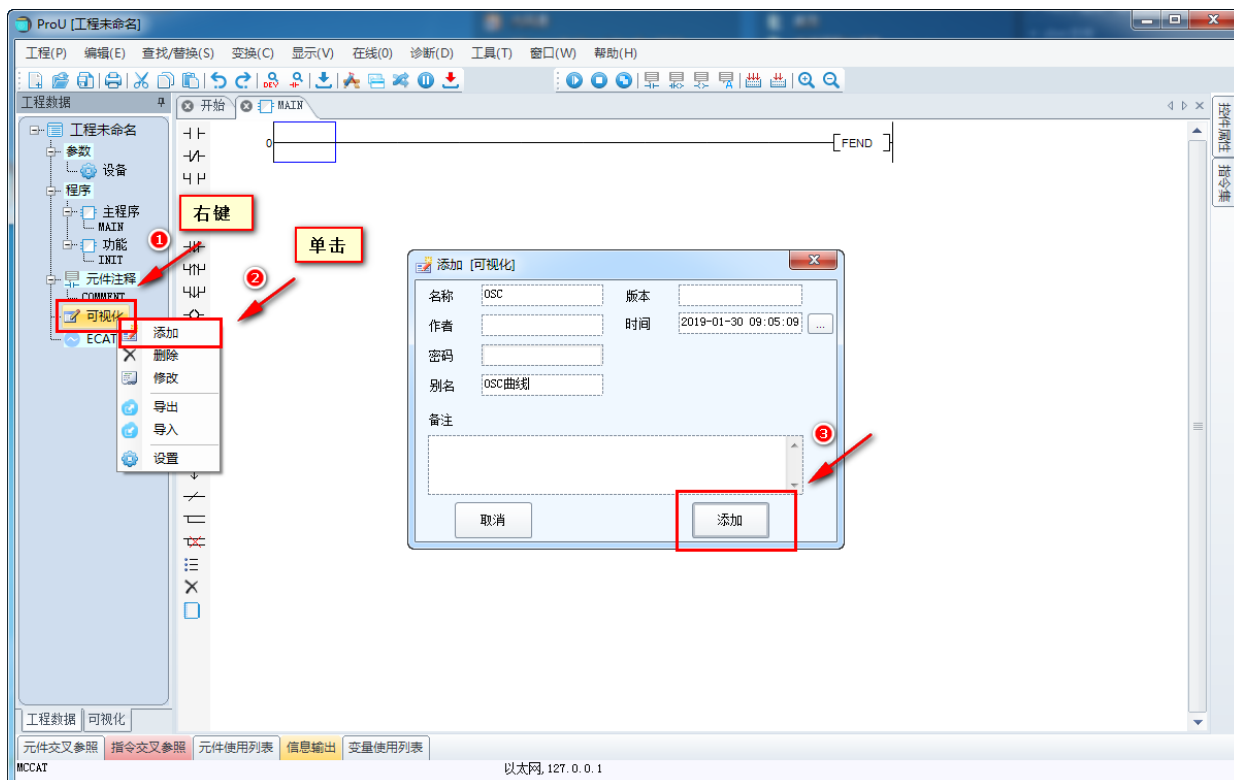 ProU [工程未命名]
工程(P) 编辑(E) 查找/替换(S) 变换(C) 显示(V) 在线(O) 诊断(D) 工具(T) 窗口(W) 帮助(H)
DEV
工程数据
开始 MAIN
工程未命名
参数
设备
程序
主程序
MAIN
功能
INIT
元件注释
COMMENT
可视化
ECAT
0
FEND
右键
1
单击
2
添加
删除
修改
导出
导入
设置
添加 [可视化]
名称 OSC 版本
作者 时间 2019-01-30 09:05:09 ...
密码
别名 OSC曲线
备注
3
取消 添加
控件属性
指令集
工程数据 可视化
元件交叉参照 指令交叉参照 元件使用列表 信息输出 变量使用列表
MCCAT 以太网,127.0.0.1